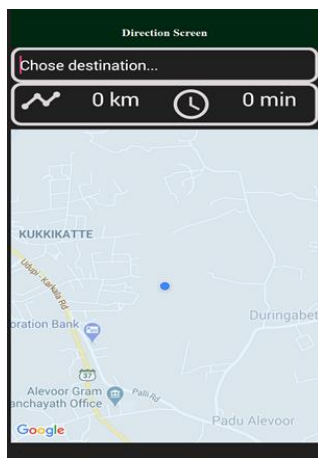 Direction Screen
Chose destination...
0 km
0 min
KUKKIKATTE
Udupi - Karkala Rd
oration Bank
Duringabet
37
Alevoor Gram
anchayath Office
Palli Rd
Padu Alevoor
Google